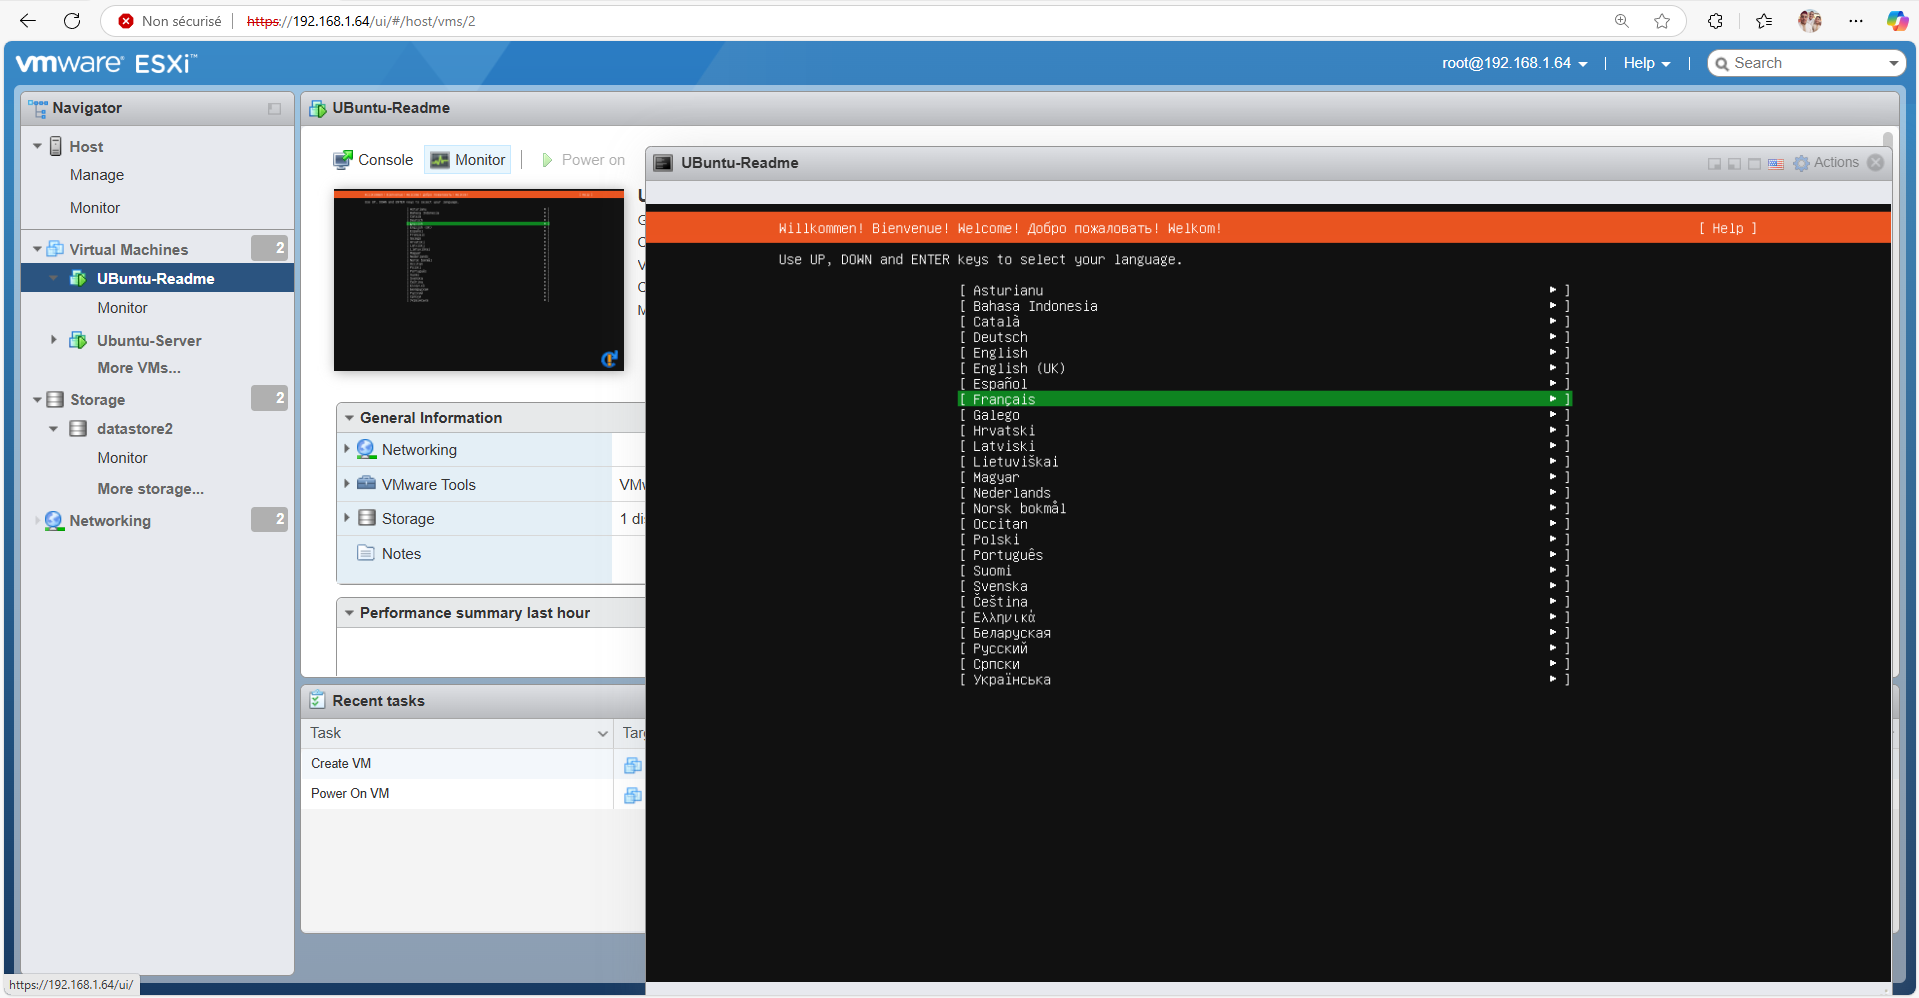 Non sécurisé https://192.168.1.64/ui/#/host/vms/2
vmware® ESXi™
root@192.168.1.64 | Help | Search
Navigator
Host
Manage
Monitor
Virtual Machines 2
UBuntu-Readme
Monitor
Ubuntu-Server
More VMs...
Storage 2
datastore2
Monitor
More storage...
Networking 2
https://192.168.1.64/ui/
UBuntu-Readme
Console Monitor Power on
General Information
Networking
VMware Tools
Storage 1
Notes
Performance summary last hour
Recent tasks
Task
Create VM
Power On VM
UBuntu-Readme Actions
Willkommen! Bienvenue! Welcome! Добро пожаловать! Welkom! [ Help ]
Use UP, DOWN and ENTER keys to select your language.
[ Asturianu ▸ ]
[ Bahasa Indonesia ▸ ]
[ Català ▸ ]
[ Deutsch ▸ ]
[ English ▸ ]
[ English (UK) ▸ ]
[ Español ▸ ]
[ Français ▸ ]
[ Galego ▸ ]
[ Hrvatski ▸ ]
[ Latviski ▸ ]
[ Lietuviškai ▸ ]
[ Magyar ▸ ]
[ Nederlands ▸ ]
[ Norsk bokmål ▸ ]
[ Occitan ▸ ]
[ Polski ▸ ]
[ Português ▸ ]
[ Suomi ▸ ]
[ Svenska ▸ ]
[ Čeština ▸ ]
[ Ελληνικά ▸ ]
[ Беларуская ▸ ]
[ Русский ▸ ]
[ Српски ▸ ]
[ Українська ▸ ]